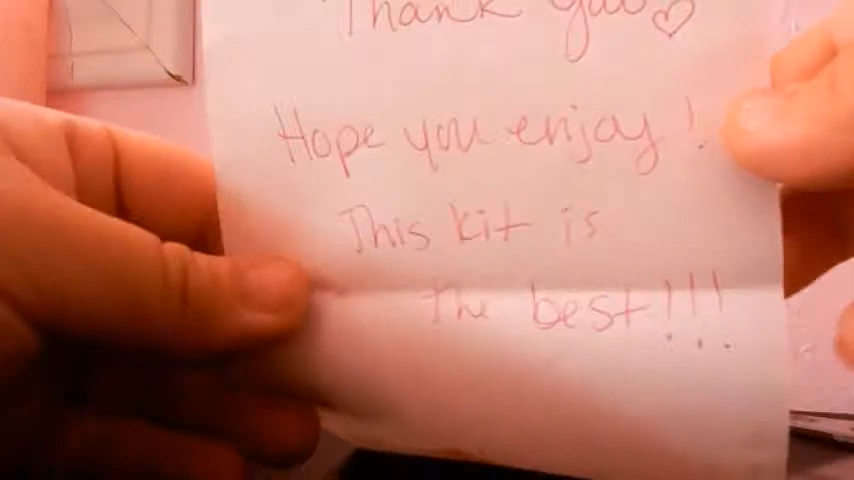 Thank you ♡
Hope you enjoy!
This kit is
the best!!!